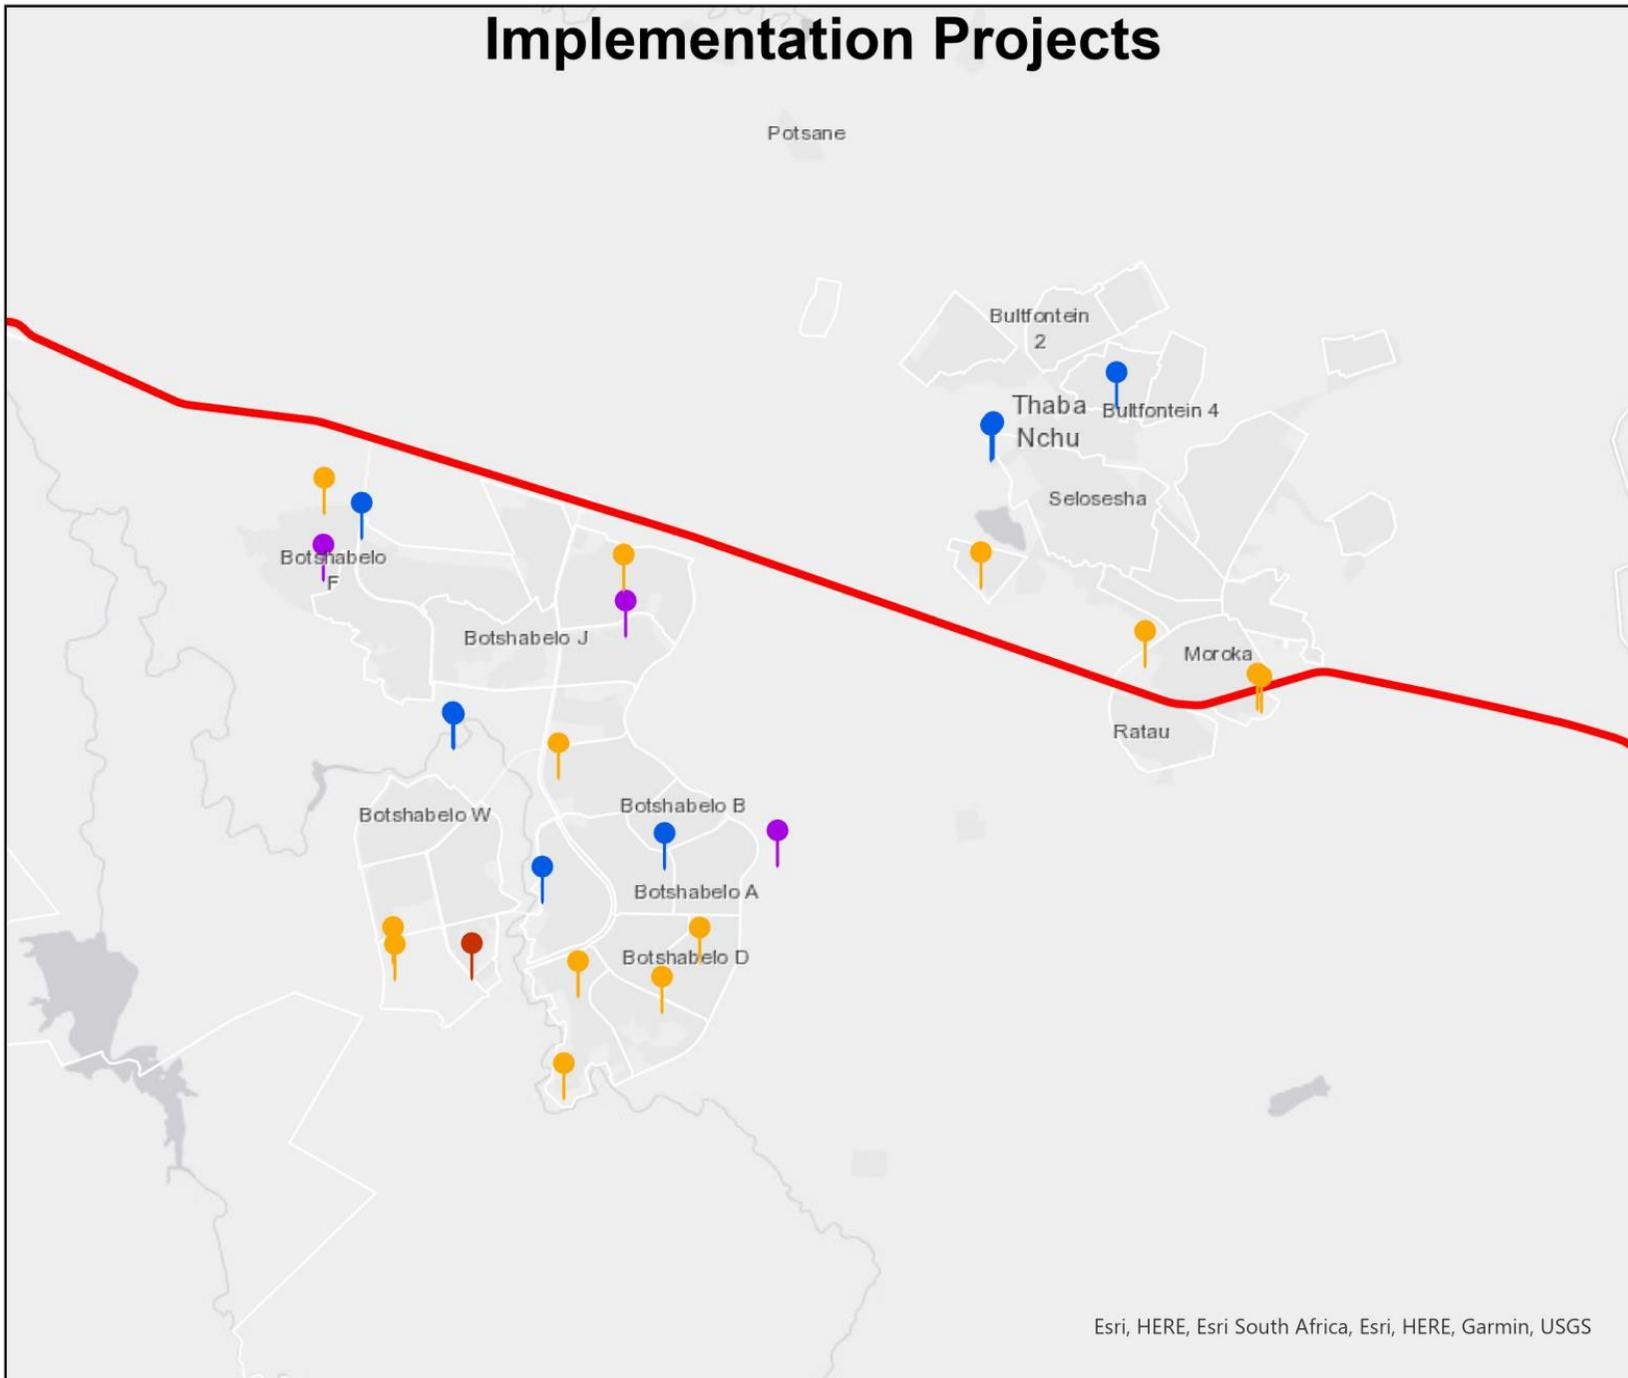 Implementation Projects
Potsane
Bultfontein
2
Thaba
Nchu
Bultfontein 4
Selosesha
Botshabelo
F
Botshabelo J
Moroka
Ratau
Botshabelo W
Botshabelo B
Botshabelo A
Botshabelo D
Esri, HERE, Esri South Africa, Esri, HERE, Garmin, USGS